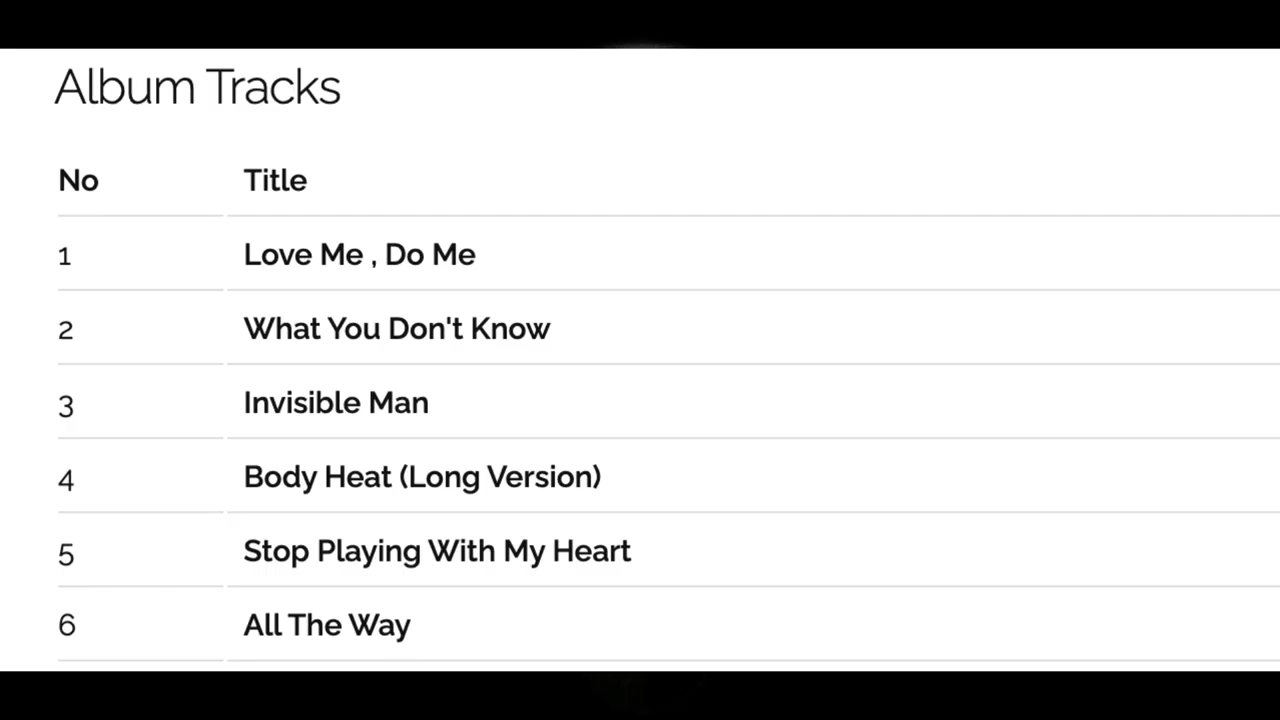 Album Tracks
No Title
1 Love Me , Do Me
2 What You Don't Know
3 Invisible Man
4 Body Heat (Long Version)
5 Stop Playing With My Heart
6 All The Way